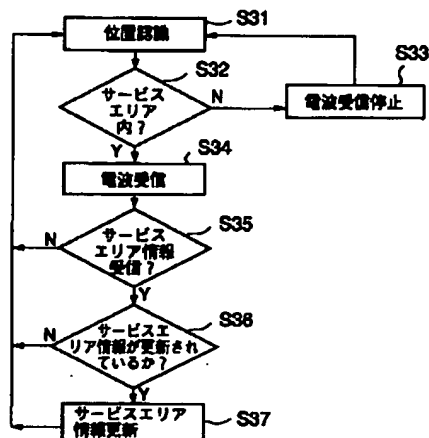 位置認識
S31
サービス
エリア
内？
S32
N
Y
電波受信停止
S33
電波受信
S34
サービス
エリア情報
受信？
S35
N
Y
サービスエ
リア情報が更新され
ているか？
S36
N
Y
サービスエリア
情報更新
S37